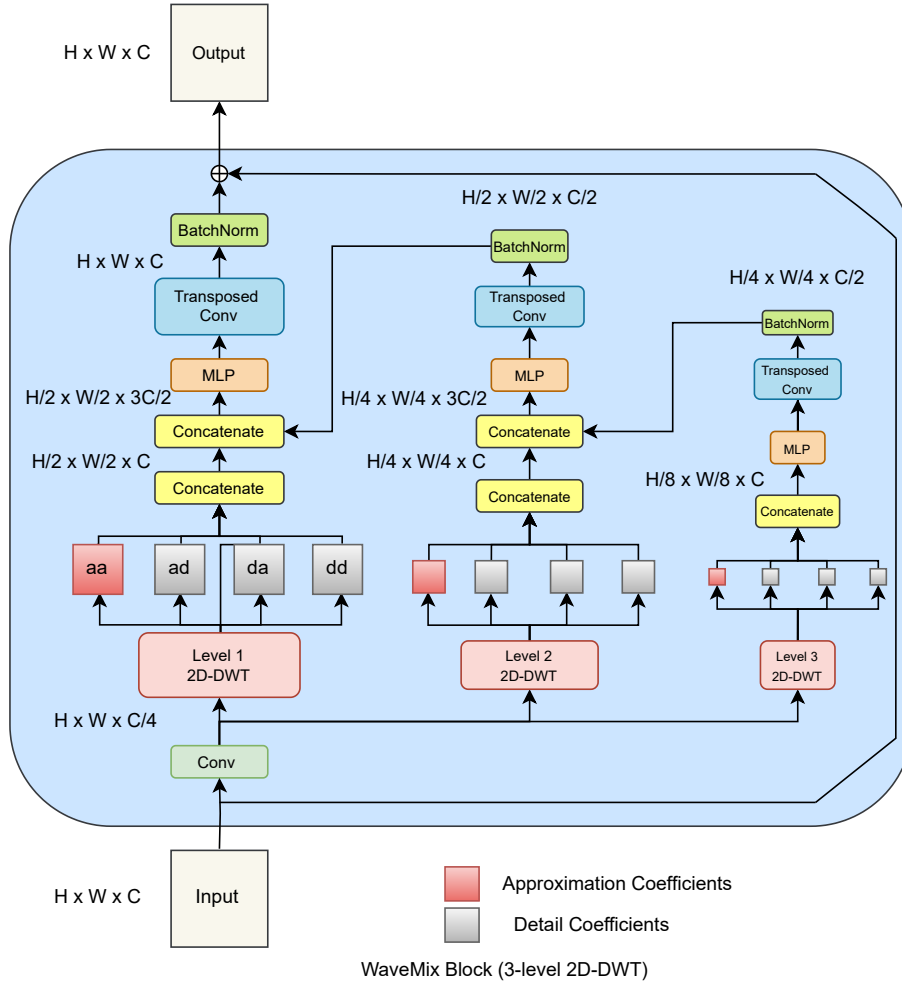 H x W x C
Output
H/2 x W/2 x C/2
BatchNorm
BatchNorm
H x W x C
H/4 x W/4 x C/2
Transposed
Conv
Transposed
Conv
BatchNorm
MLP
MLP
Transposed
Conv
H/2 x W/2 x 3C/2
H/4 x W/4 x 3C/2
Concatenate
Concatenate
MLP
H/2 x W/2 x C
H/4 x W/4 x C
H/8 x W/8 x C
Concatenate
Concatenate
Concatenate
aa
ad
da
dd
Level 1
2D-DWT
Level 2
2D-DWT
Level 3
2D-DWT
H x W x C/4
Conv
H x W x C
Input
Approximation Coefficients
Detail Coefficients
WaveMix Block (3-level 2D-DWT)